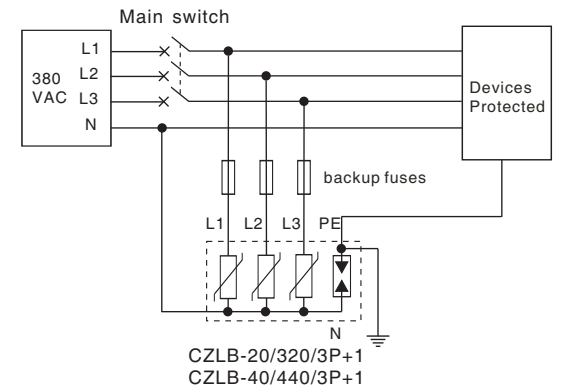 Main switch
L1
L2
380
VAC
L3
N
Devices
Protected
backup fuses
L1 L2 L3 PE
N
CZLB-20/320/3P+1
CZLB-40/440/3P+1